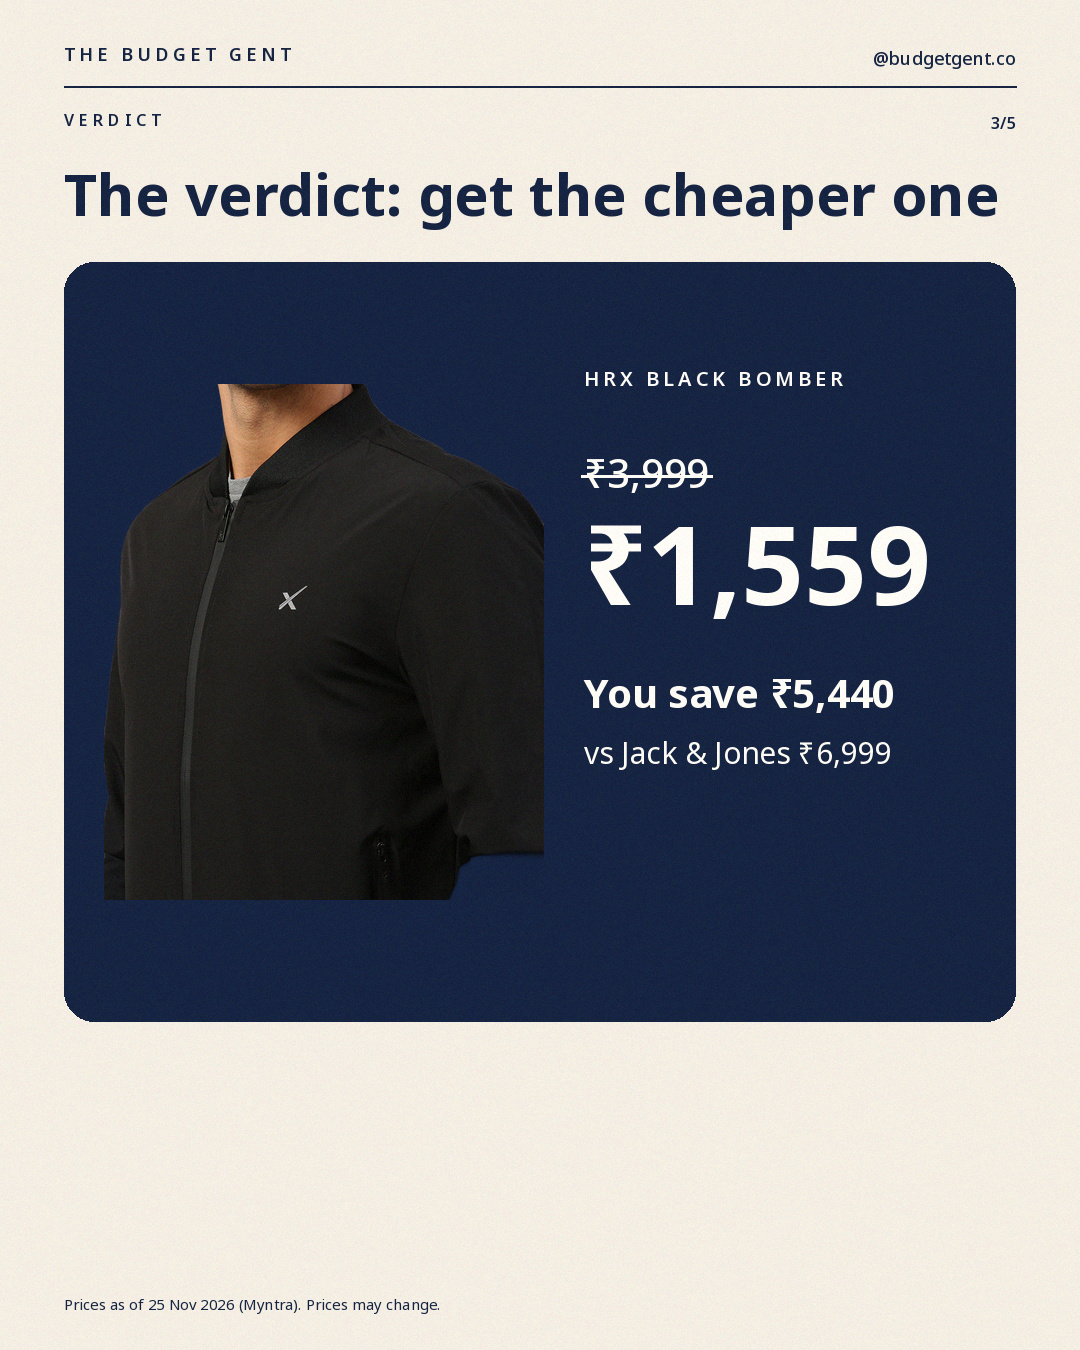 THE BUDGET GENT
@budgetgent.co
VERDICT
3/5
The verdict: get the cheaper one
HRX BLACK BOMBER
₹3,999
₹1,559
You save ₹5,440
vs Jack & Jones ₹6,999
Prices as of 25 Nov 2026 (Myntra). Prices may change.